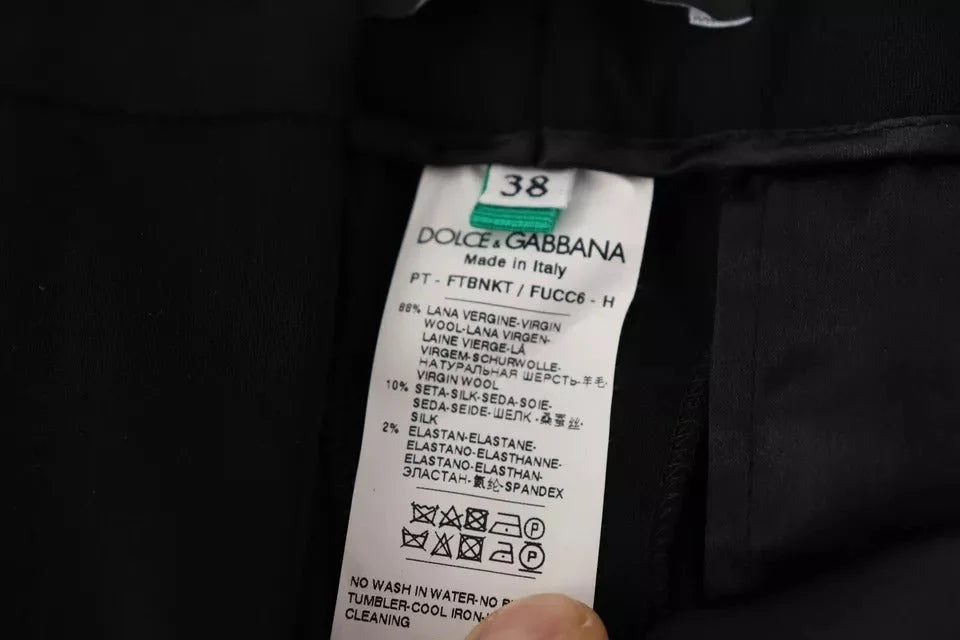 38
DOLCE & GABBANA
Made in Italy
PT - FTBNKT / FUCC6 - H
88% LANA VERGINE-VIRGIN
WOOL-LANA VIRGEN-
LAINE VIERGE-LÃ
VIRGEM-SCHURWOLLE-
НАТУРАЛЬНАЯ ШЕРСТЬ-羊毛-
VIRGIN WOOL
10% SETA-SILK-SEDA-SOIE-
SEDA-SEIDE-ШЕЛК-桑蚕丝-
SILK
2% ELASTAN-ELASTANE-
ELASTANO-ELASTHANNE-
ELASTANO-ELASTHAN-
ЭЛАСТАН-氨纶-SPANDEX
P
P
NO WASH IN WATER-NO
TUMBLER-COOL IRON-
CLEANING